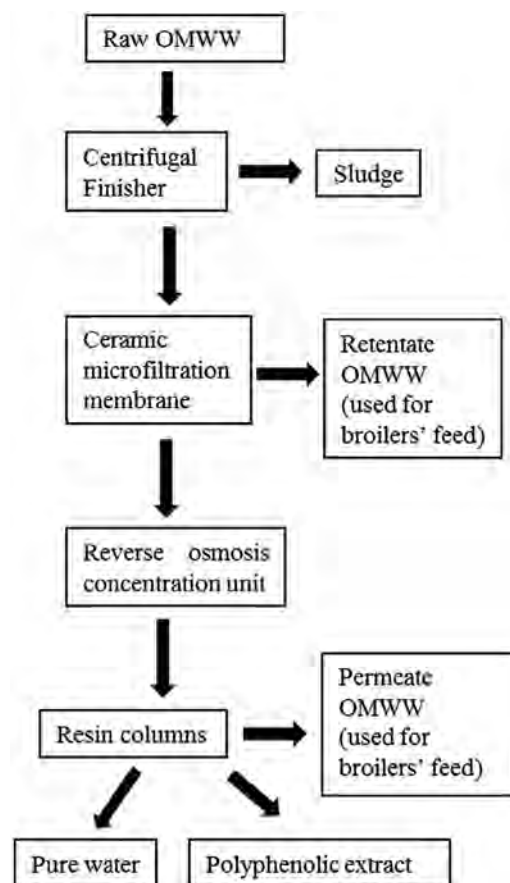 Raw OMWW
Centrifugal
Finisher
Sludge
Ceramic
microfiltration
membrane
Retentate
OMWW
(used for
broilers’ feed)
Reverse osmosis
concentration unit
Resin columns
Permeate
OMWW
(used for
broilers’ feed)
Pure water
Polyphenolic extract